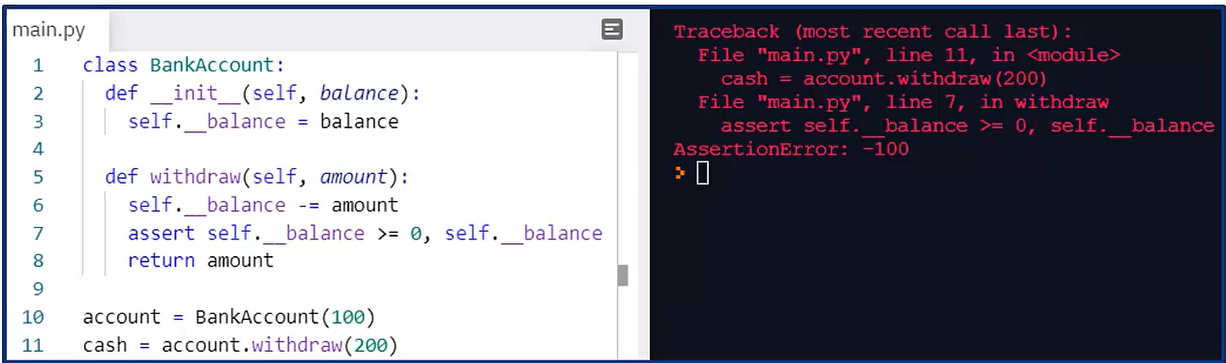 main.py
1 class BankAccount:
2   def __init__(self, balance):
3     self.__balance = balance
4
5   def withdraw(self, amount):
6     self.__balance -= amount
7     assert self.__balance >= 0, self.__balance
8     return amount
9
10 account = BankAccount(100)
11 cash = account.withdraw(200)
Traceback (most recent call last):
  File "main.py", line 11, in <module>
    cash = account.withdraw(200)
  File "main.py", line 7, in withdraw
    assert self.__balance >= 0, self.__balance
AssertionError: -100
>